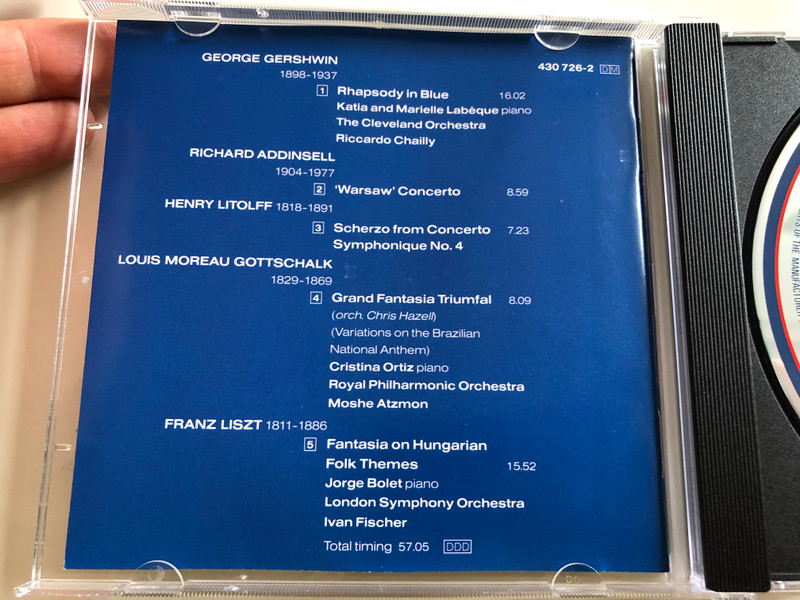 GEORGE GERSHWIN
1898-1937
430 726-2 DM
1 Rhapsody in Blue 16.02
Katia and Marielle Labèque piano
The Cleveland Orchestra
Riccardo Chailly
RICHARD ADDINSELL
1904-1977
2 'Warsaw' Concerto 8.59
HENRY LITOLFF 1818-1891
3 Scherzo from Concerto 7.23
Symphonique No. 4
LOUIS MOREAU GOTTSCHALK
1829-1869
4 Grand Fantasia Triumfal 8.09
(orch. Chris Hazell)
(Variations on the Brazilian
National Anthem)
Cristina Ortiz piano
Royal Philharmonic Orchestra
Moshe Atzmon
FRANZ LISZT 1811-1886
5 Fantasia on Hungarian
Folk Themes 15.52
Jorge Bolet piano
London Symphony Orchestra
Ivan Fischer
Total timing 57.05 DDD
OF THE MANUFACTURER